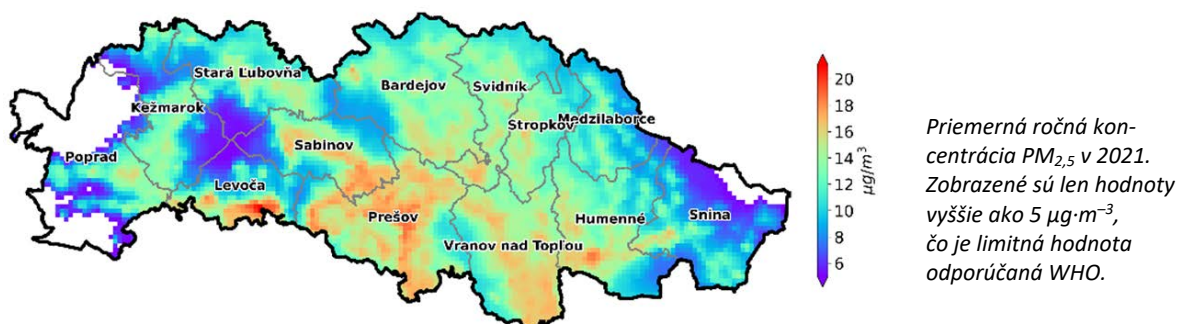 Stará Ľubovňa
Bardejov
Svidník
Kežmarok
Stropkov
Medzilaborce
Sabinov
Poprad
Levoča
Prešov
Humenné
Snina
Vranov nad Topľou
20
18
16
14
12
10
8
6
µg/m³
Priemerná ročná kon-
centrácia PM₂,₅ v 2021.
Zobrazené sú len hodnoty
vyššie ako 5 µg·m⁻³,
čo je limitná hodnota
odporúčaná WHO.